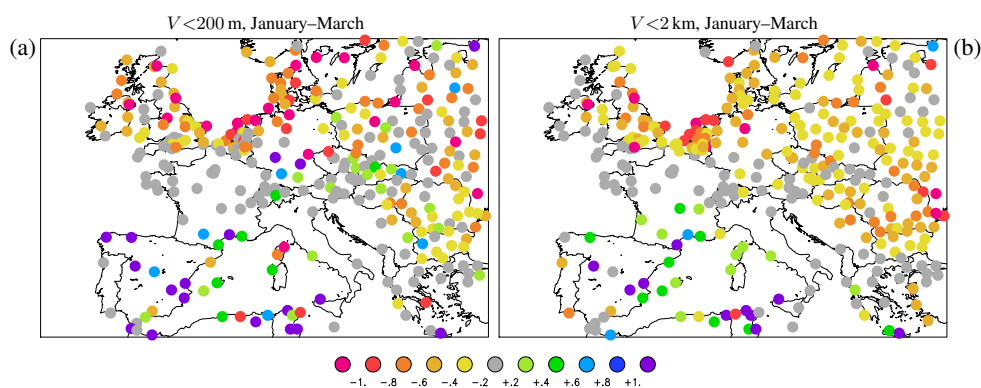 V <200 m, January–March
V <2 km, January–March
(a)
(b)
-1. -.8 -.6 -.4 -.2 +.2 +.4 +.6 +.8 +1.